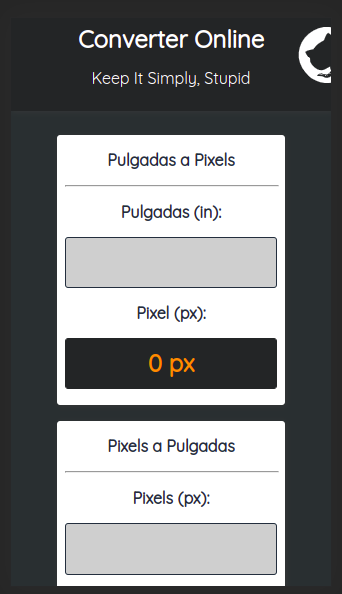 Converter Online
Keep It Simply, Stupid
Pulgadas a Pixels
Pulgadas (in):
Pixel (px):
0 px
Pixels a Pulgadas
Pixels (px):